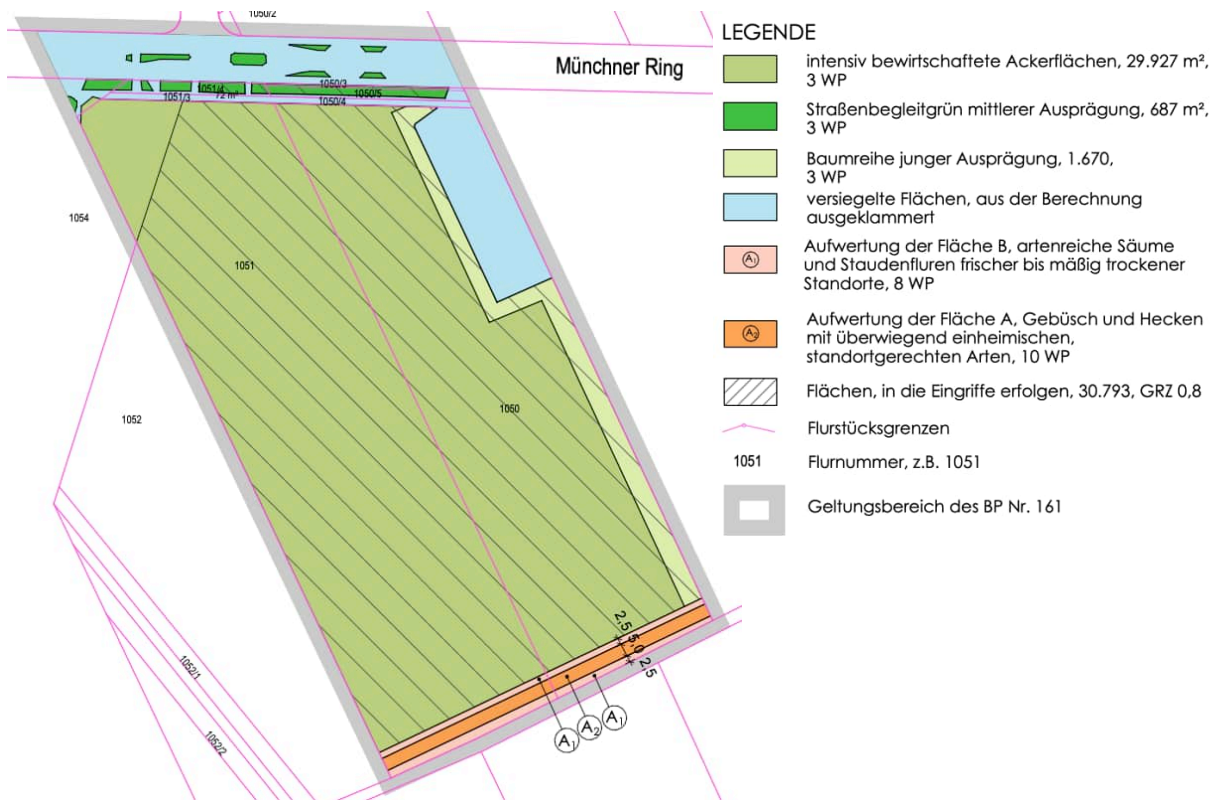 1050/2
Münchner Ring
1050/3
1051/4
72 m²
1050/5
1051/3
1050/4
1054
1051
1052
1050
1052/1
1052/2
2,5
5,0
2,5
A1
A2
A1
LEGENDE
intensiv bewirtschaftete Ackerflächen, 29.927 m²,
3 WP
Straßenbegleitgrün mittlerer Ausprägung, 687 m²,
3 WP
Baumreihe junger Ausprägung, 1.670,
3 WP
versiegelte Flächen, aus der Berechnung
ausgeklammert
A1
Aufwertung der Fläche B, artenreiche Säume
und Staudenfluren frischer bis mäßig trockener
Standorte, 8 WP
A2
Aufwertung der Fläche A, Gebüsch und Hecken
mit überwiegend einheimischen,
standortgerechten Arten, 10 WP
Flächen, in die Eingriffe erfolgen, 30.793, GRZ 0,8
Flurstücksgrenzen
1051
Flurnummer, z.B. 1051
Geltungsbereich des BP Nr. 161